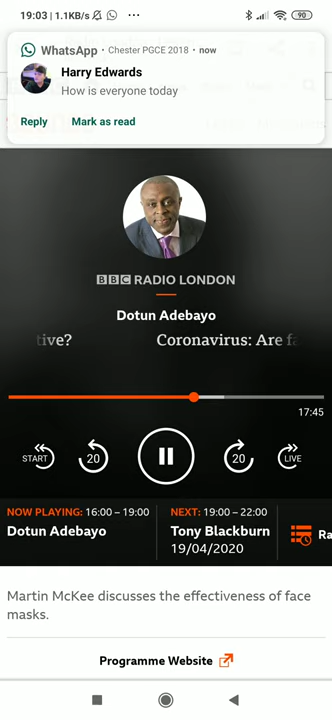 19:03 | 1.1KB/s ...
90
WhatsApp • Chester PGCE 2018 • now
Harry Edwards
How is everyone today
Reply Mark as read
BBC RADIO LONDON
Dotun Adebayo
tive? Coronavirus: Are fa
17:45
START 20 20 LIVE
NOW PLAYING: 16:00 – 19:00
Dotun Adebayo
NEXT: 19:00 – 22:00
Tony Blackburn
19/04/2020
Ra
Martin McKee discusses the effectiveness of face
masks.
Programme Website